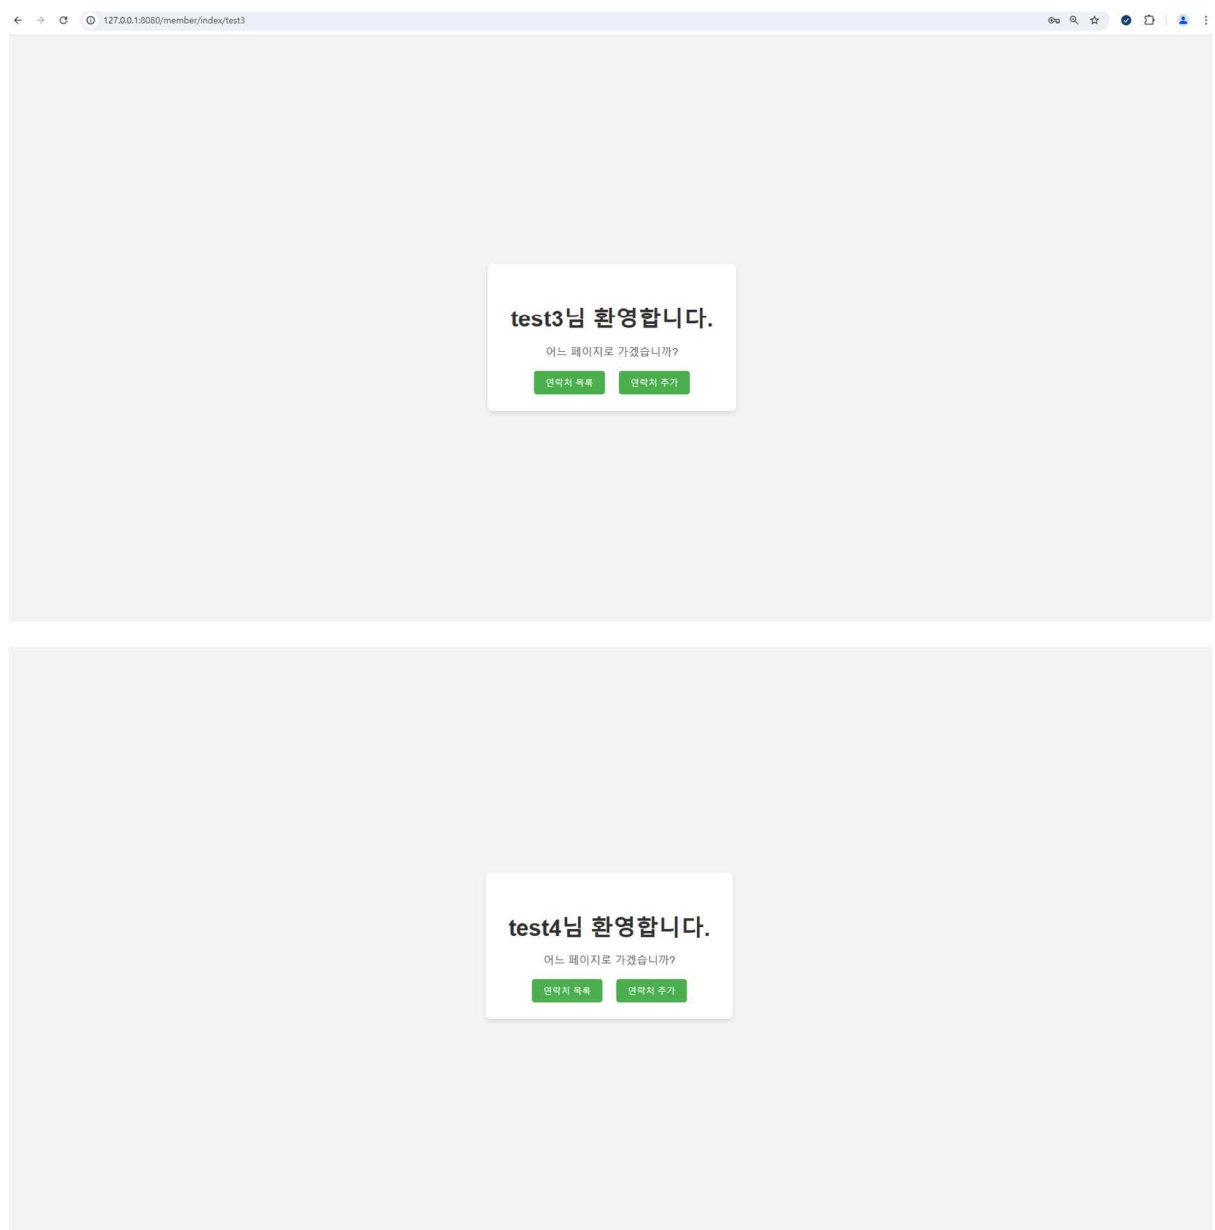 127.0.0.1:8080/member/index/test3
test3님 환영합니다.
어느 페이지로 가겠습니까?
연락처 목록 연락처 추가
test4님 환영합니다.
어느 페이지로 가겠습니까?
연락처 목록 연락처 추가